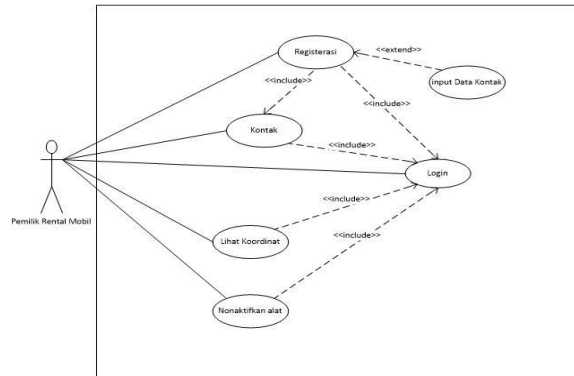 Registerasi
<<extend>>
input Data Kontak
<<include>>
<<include>>
Kontak
<<include>>
Login
Pemilik Rental Mobil
<<include>>
Lihat Koordinat
<<include>>
Nonaktifkan alat